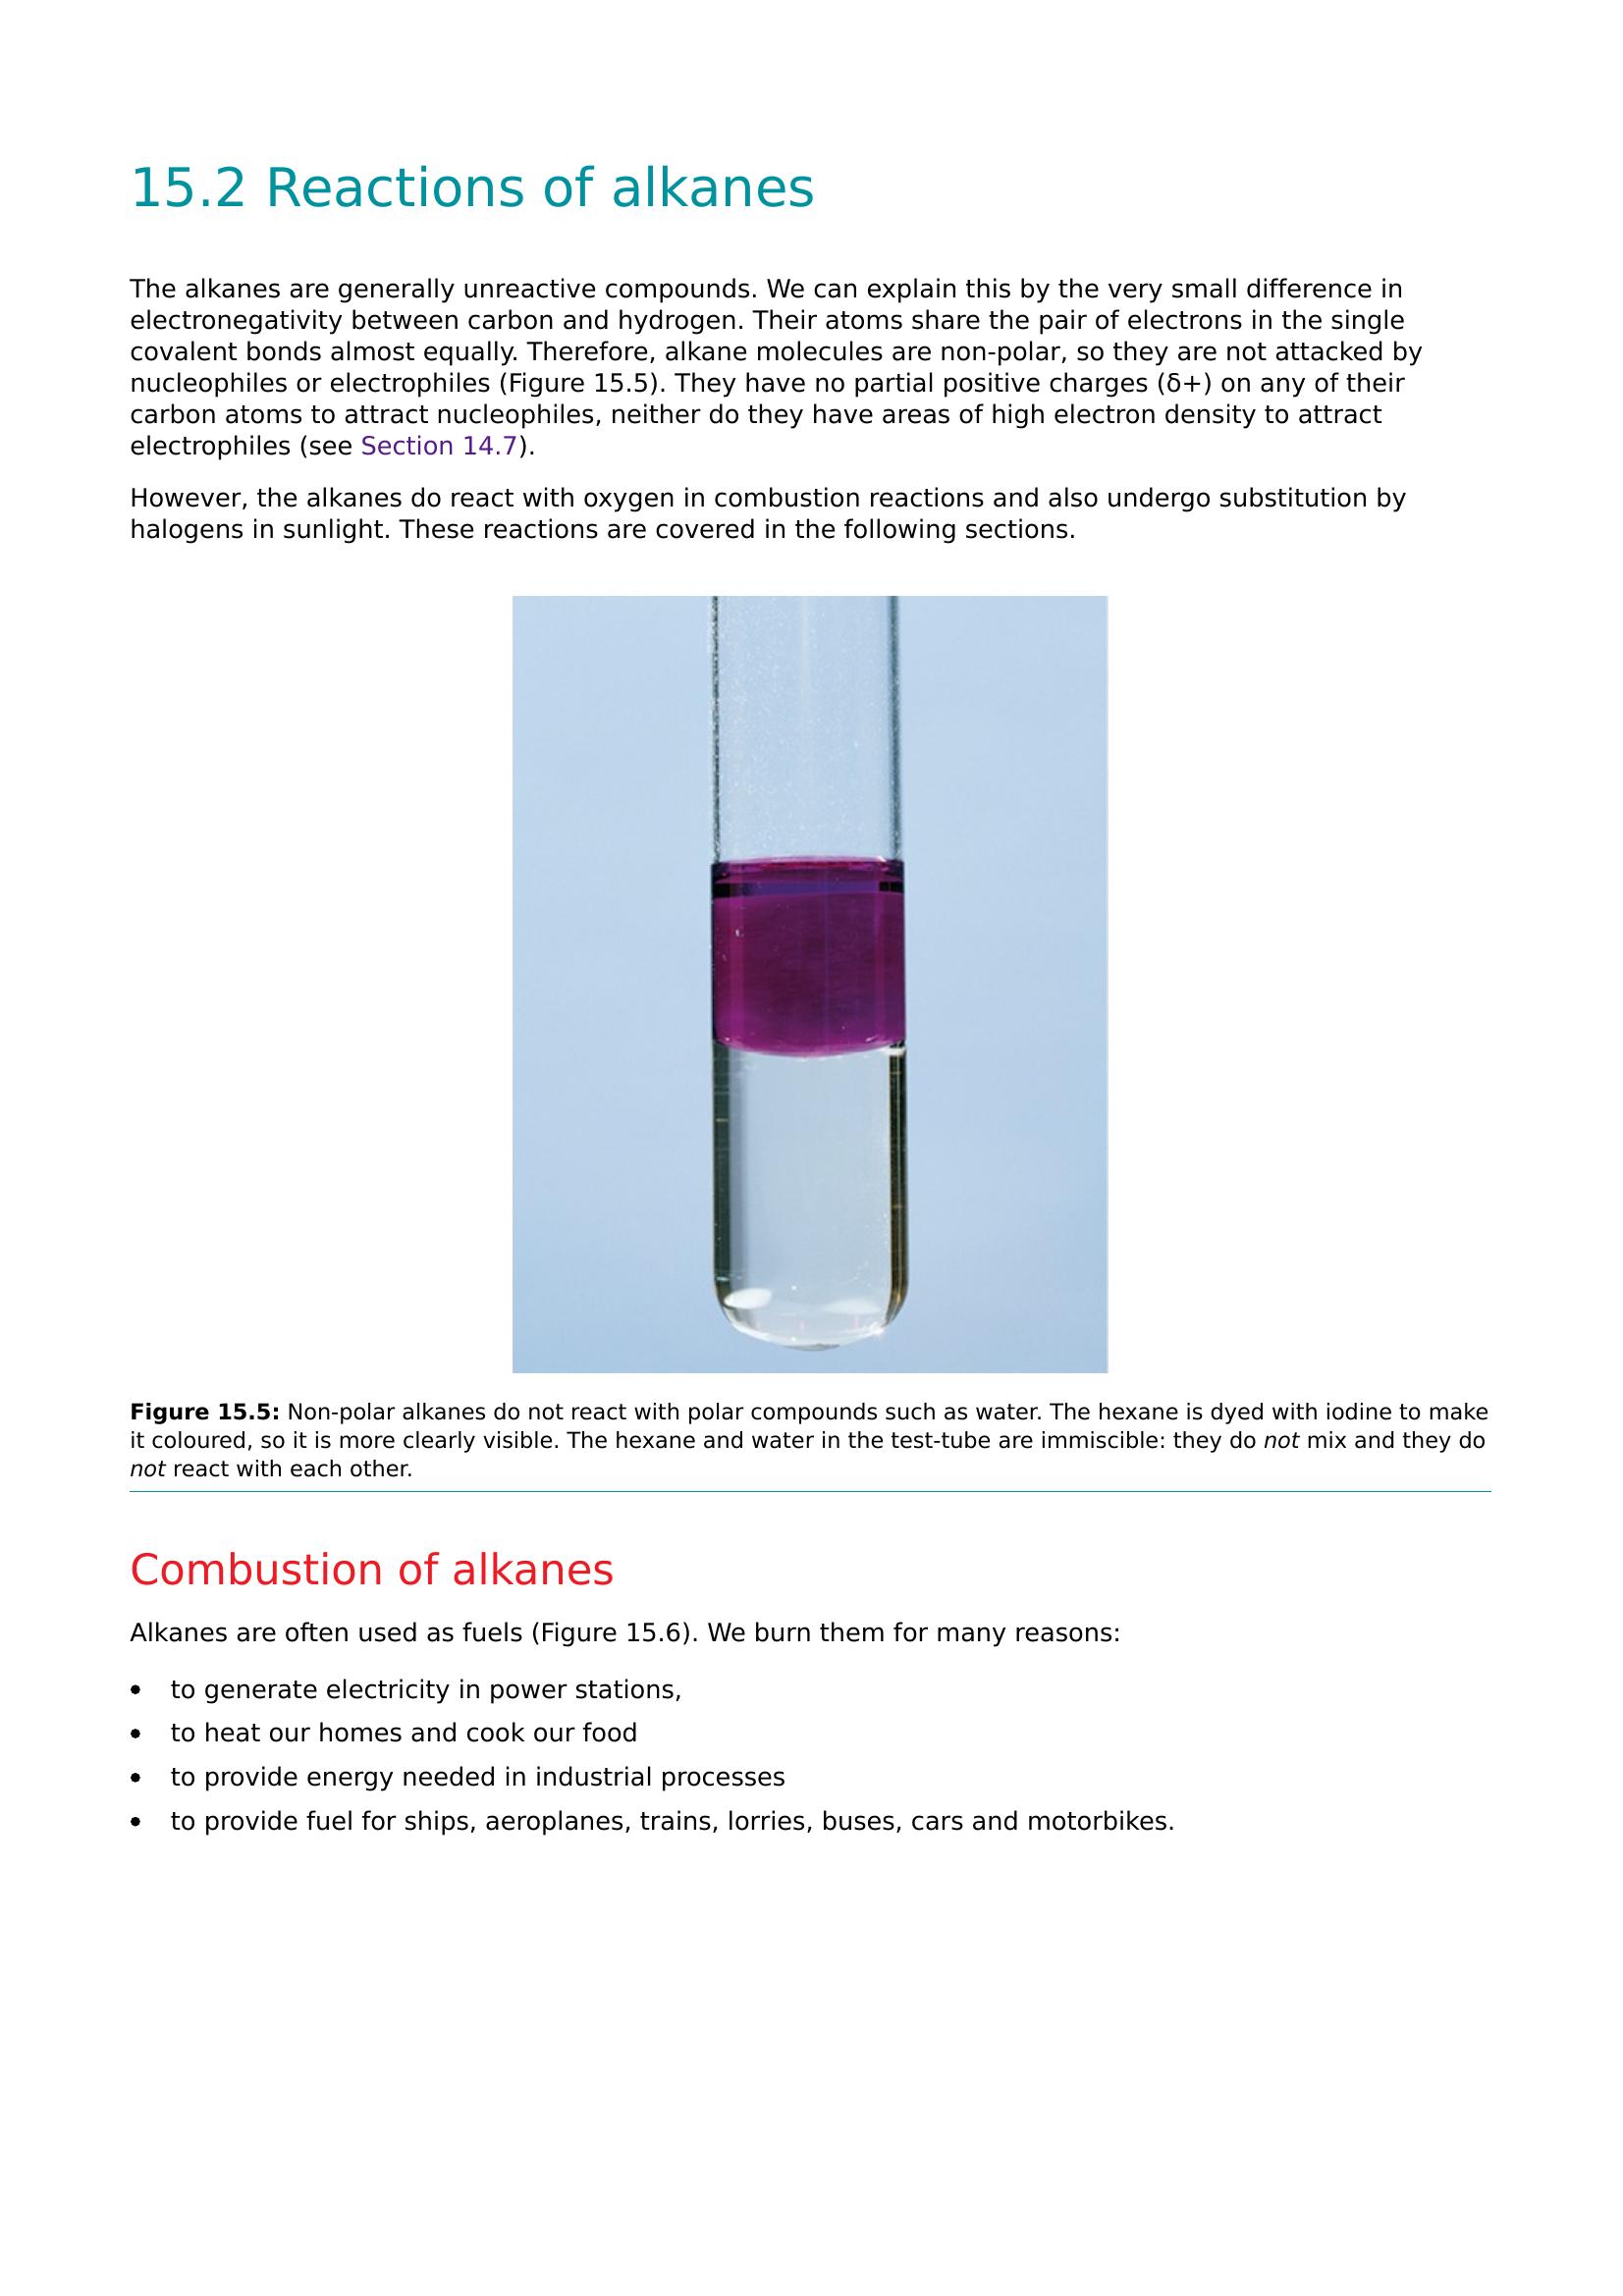 15.2 Reactions of alkanes
The alkanes are generally unreactive compounds. We can explain this by the very small difference in
electronegativity between carbon and hydrogen. Their atoms share the pair of electrons in the single
covalent bonds almost equally. Therefore, alkane molecules are non-polar, so they are not attacked by
nucleophiles or electrophiles (Figure 15.5). They have no partial positive charges (δ+) on any of their
carbon atoms to attract nucleophiles, neither do they have areas of high electron density to attract
electrophiles (see Section 14.7).
However, the alkanes do react with oxygen in combustion reactions and also undergo substitution by
halogens in sunlight. These reactions are covered in the following sections.
Figure 15.5: Non-polar alkanes do not react with polar compounds such as water. The hexane is dyed with iodine to make
it coloured, so it is more clearly visible. The hexane and water in the test-tube are immiscible: they do not mix and they do
not react with each other.
Combustion of alkanes
Alkanes are often used as fuels (Figure 15.6). We burn them for many reasons:
• to generate electricity in power stations,
• to heat our homes and cook our food
• to provide energy needed in industrial processes
• to provide fuel for ships, aeroplanes, trains, lorries, buses, cars and motorbikes.